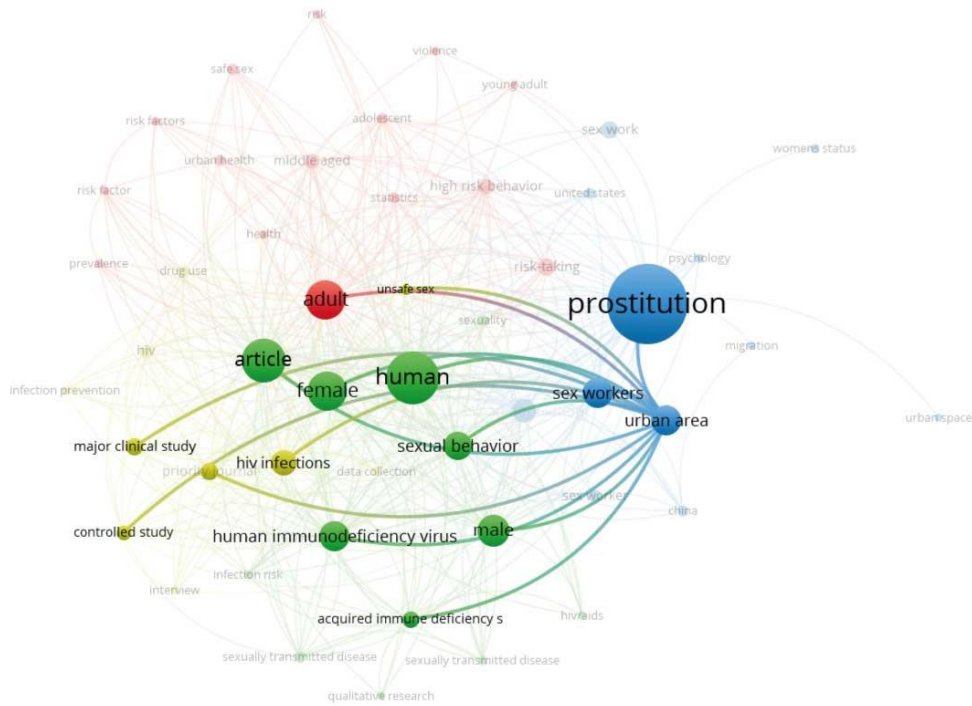 risk
violence
safe sex
young adult
adolescent
risk factors
sex work
womens status
urban health
middle aged
high risk behavior
risk factor
statistics
united states
health
psychology
prevalence
drug use
risk-taking
unsafe sex
adult
prostitution
sexuality
hiv
migration
article
human
infection prevention
female
sex workers
urban space
urban area
major clinical study
sexual behavior
hiv infections
priority journal
data collection
sex worker
china
controlled study
human immunodeficiency virus
male
infection risk
interview
hiv/aids
acquired immune deficiency s
sexually transmitted disease
sexually transmitted disease
qualitative research